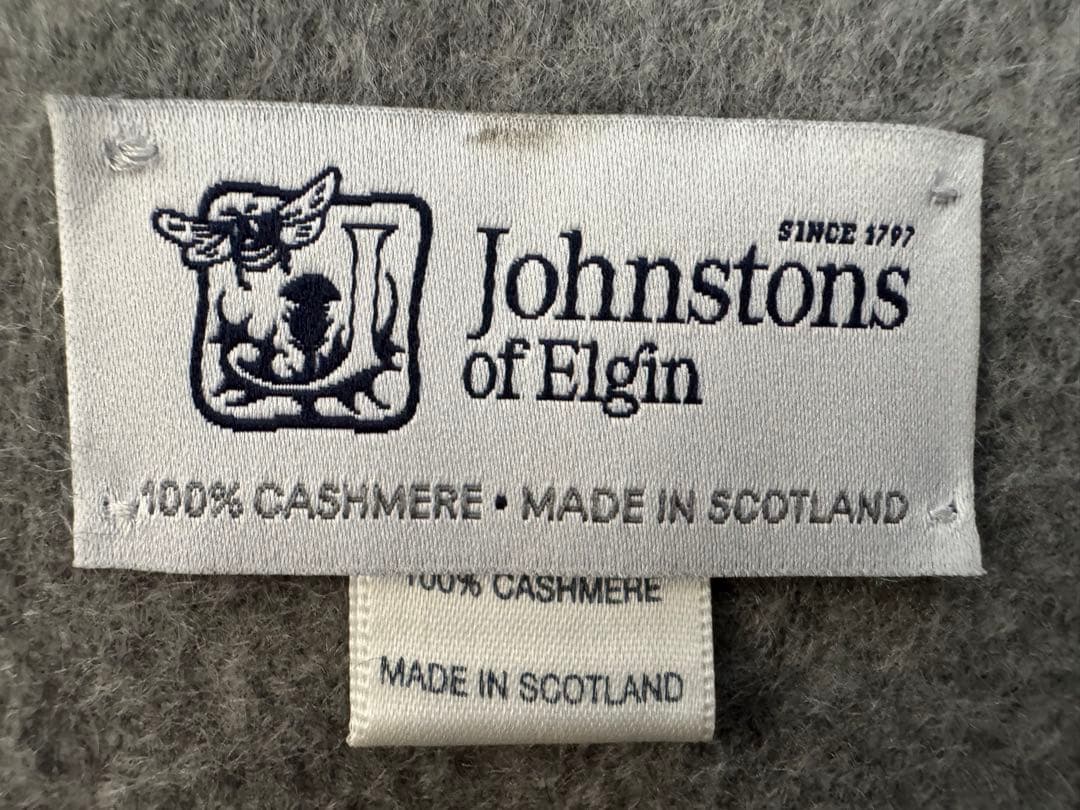 SINCE 1797
Johnstons
of Elgin
100% CASHMERE • MADE IN SCOTLAND
100% CASHMERE
MADE IN SCOTLAND